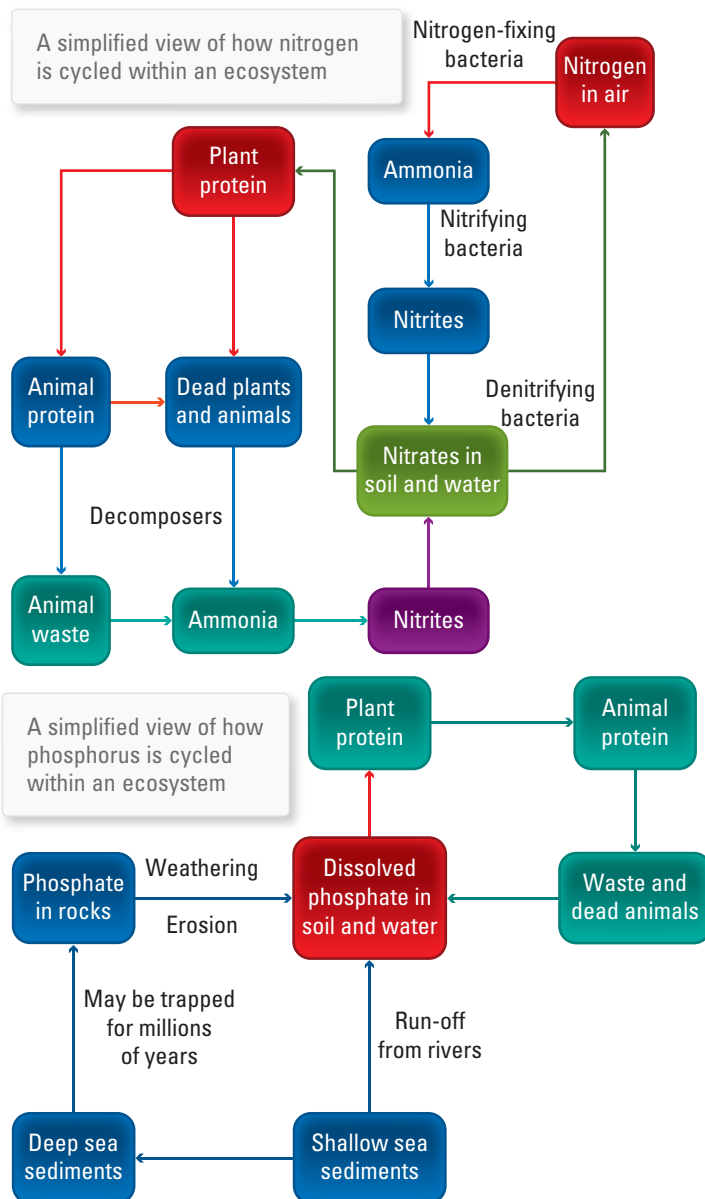 A simplified view of how nitrogen
is cycled within an ecosystem
Nitrogen-fixing
bacteria
Nitrogen
in air
Plant
protein
Ammonia
Nitrifying
bacteria
Nitrites
Animal
protein
Dead plants
and animals
Denitrifying
bacteria
Nitrates in
soil and water
Decomposers
Animal
waste
Ammonia
Nitrites
A simplified view of how
phosphorus is cycled
within an ecosystem
Plant
protein
Animal
protein
Phosphate
in rocks
Weathering
Erosion
Dissolved
phosphate in
soil and water
Waste and
dead animals
May be trapped
for millions
of years
Run-off
from rivers
Deep sea
sediments
Shallow sea
sediments